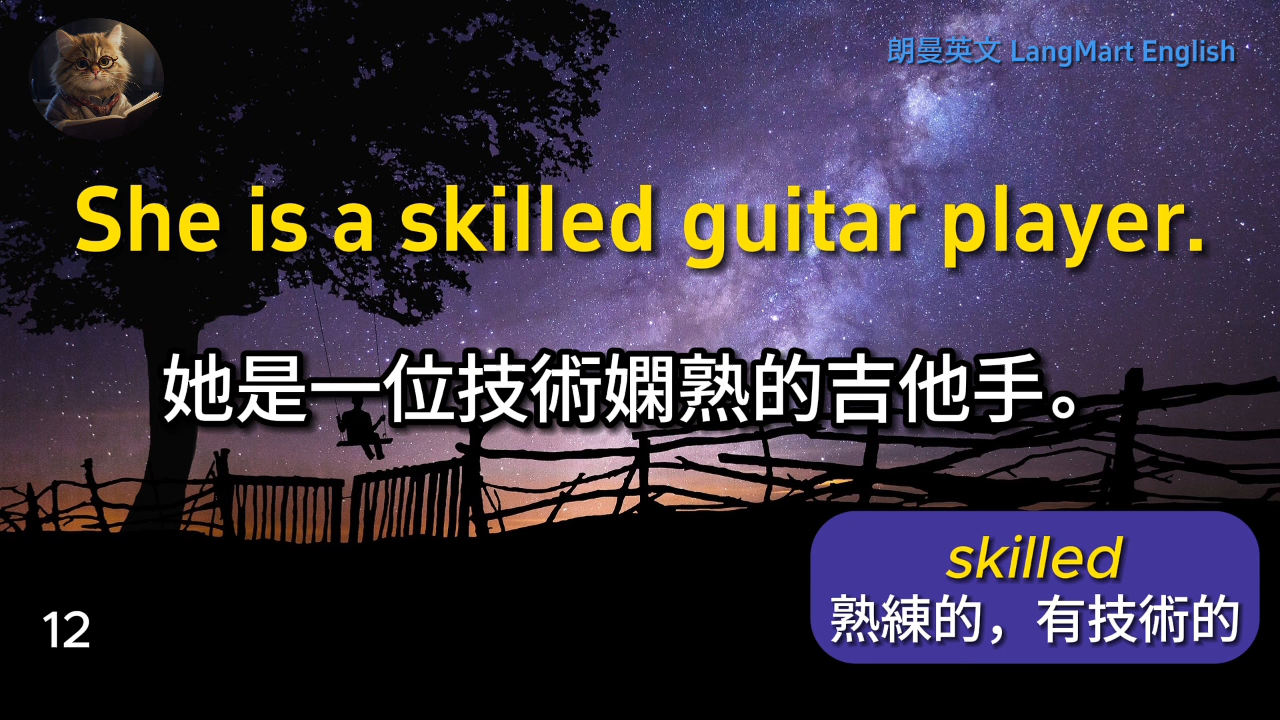 朗曼英文 LangMart English
She is a skilled guitar player.
她是一位技術嫻熟的吉他手。
skilled
熟練的，有技術的
12